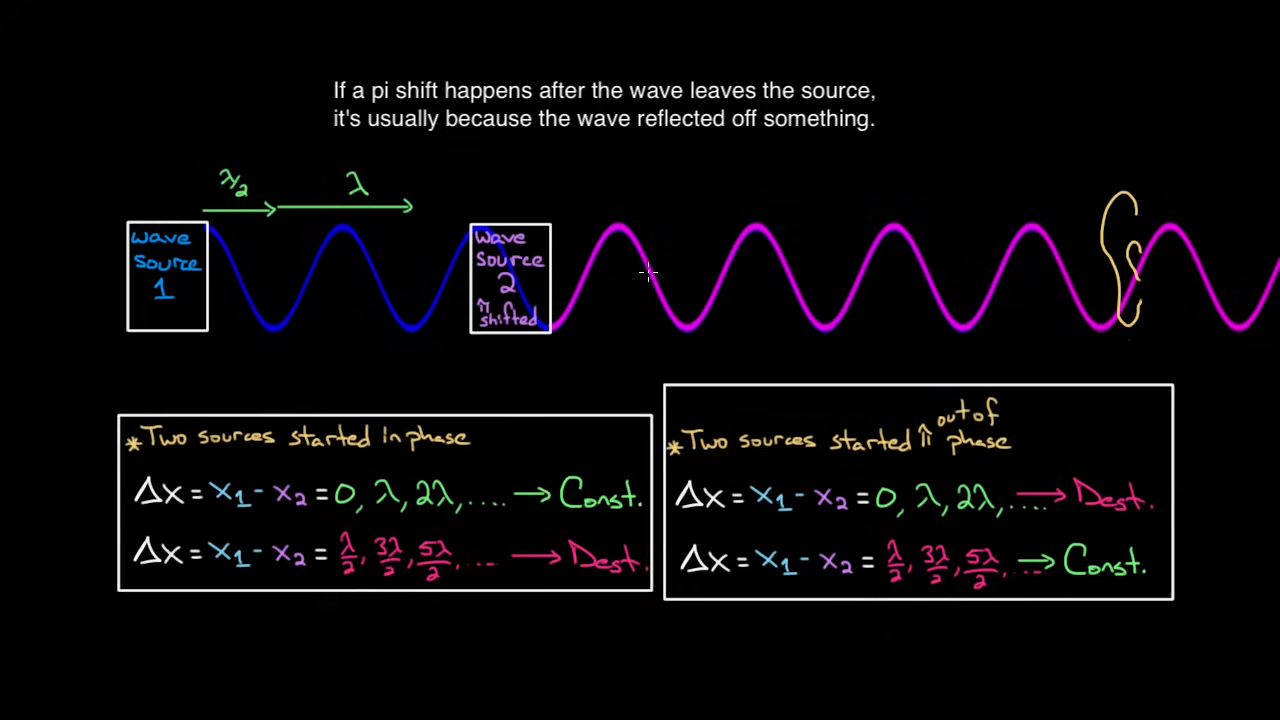 If a pi shift happens after the wave leaves the source,
it's usually because the wave reflected off something.
λ/2
λ
wave
source
1
wave
source
2
π
shifted
*Two sources started in phase
Δx = x₁ - x₂ = 0, λ, 2λ, .... → Const.
Δx = x₁ - x₂ = λ/2, 3λ/2, 5λ/2, .... → Dest.
*Two sources started π out of phase
Δx = x₁ - x₂ = 0, λ, 2λ, .... → Dest.
Δx = x₁ - x₂ = λ/2, 3λ/2, 5λ/2, .... → Const.